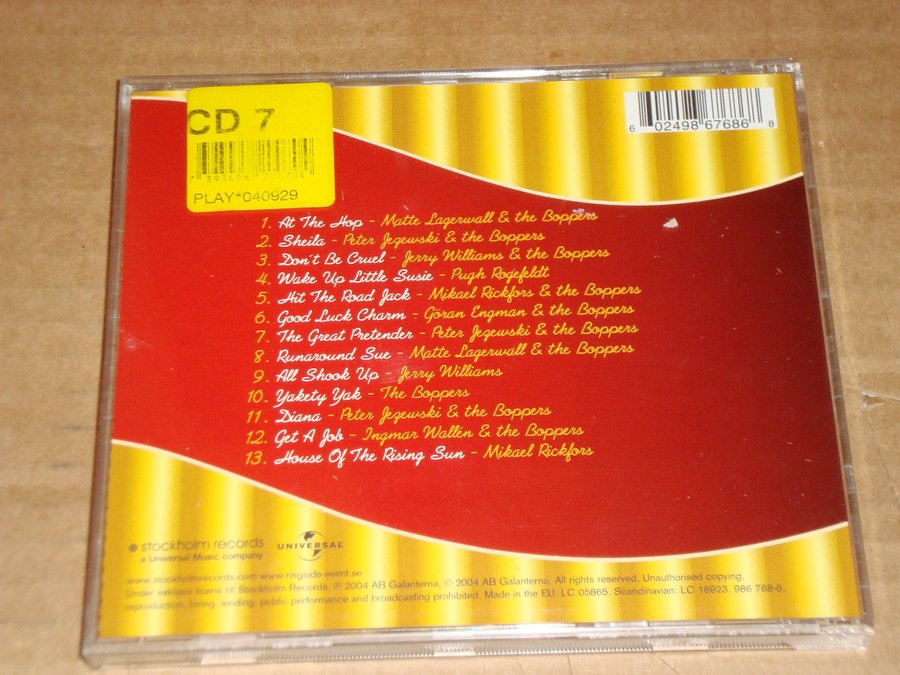 CD 7
PLAY*040929
6 02498 67686 8
1. At The Hop - Matte Lagerwall & the Boppers
2. Sheila - Peter Jezewski & the Boppers
3. Don't Be Cruel - Jerry Williams & the Boppers
4. Wake Up Little Susie - Pugh Rogefeldt
5. Hit The Road Jack - Mikael Rickfors & the Boppers
6. Good Luck Charm - Göran Engman & the Boppers
7. The Great Pretender - Peter Jezewski & the Boppers
8. Runaround Sue - Matte Lagerwall & the Boppers
9. All Shook Up - Jerry Williams
10. Yakety Yak - The Boppers
11. Diana - Peter Jezewski & the Boppers
12. Get A Job - Ingmar Wallén & the Boppers
13. House Of The Rising Sun - Mikael Rickfors
stockholm records
a Universal Music company
UNIVERSAL
www.stockholmrecords.com www.ringside-event.se
Under exklusiv licens till Stockholm Records. ℗ 2004 AB Galanterna, © 2004 AB Galanterna. All rights reserved. Unauthorised copying,
reproduction, hiring, lending, public performance and broadcasting prohibited. Made in the EU. LC 05865. Scandinavian: LC 16923. 986 768-6.